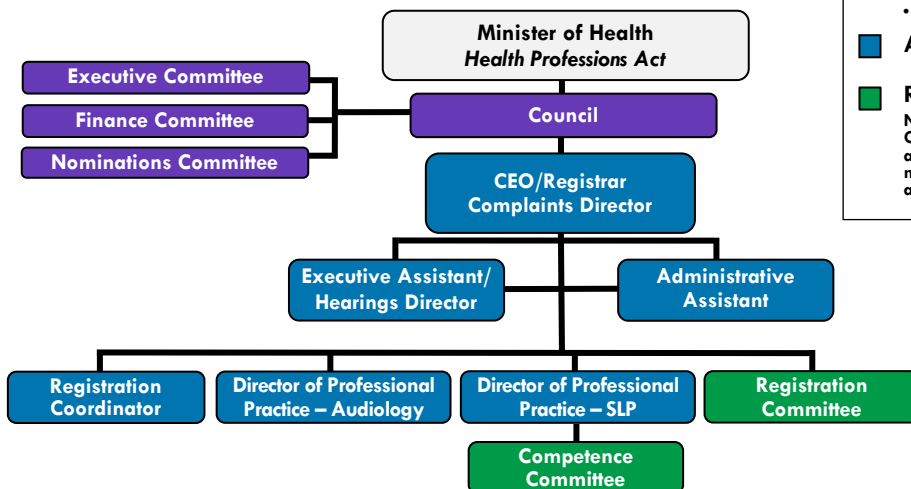 Minister of Health
Health Professions Act
Executive Committee
Finance Committee
Nominations Committee
Council
CEO/Registrar
Complaints Director
Executive Assistant/
Hearings Director
Administrative
Assistant
Registration
Coordinator
Director of Professional
Practice – Audiology
Director of Professional
Practice – SLP
Registration
Committee
Competence
Committee